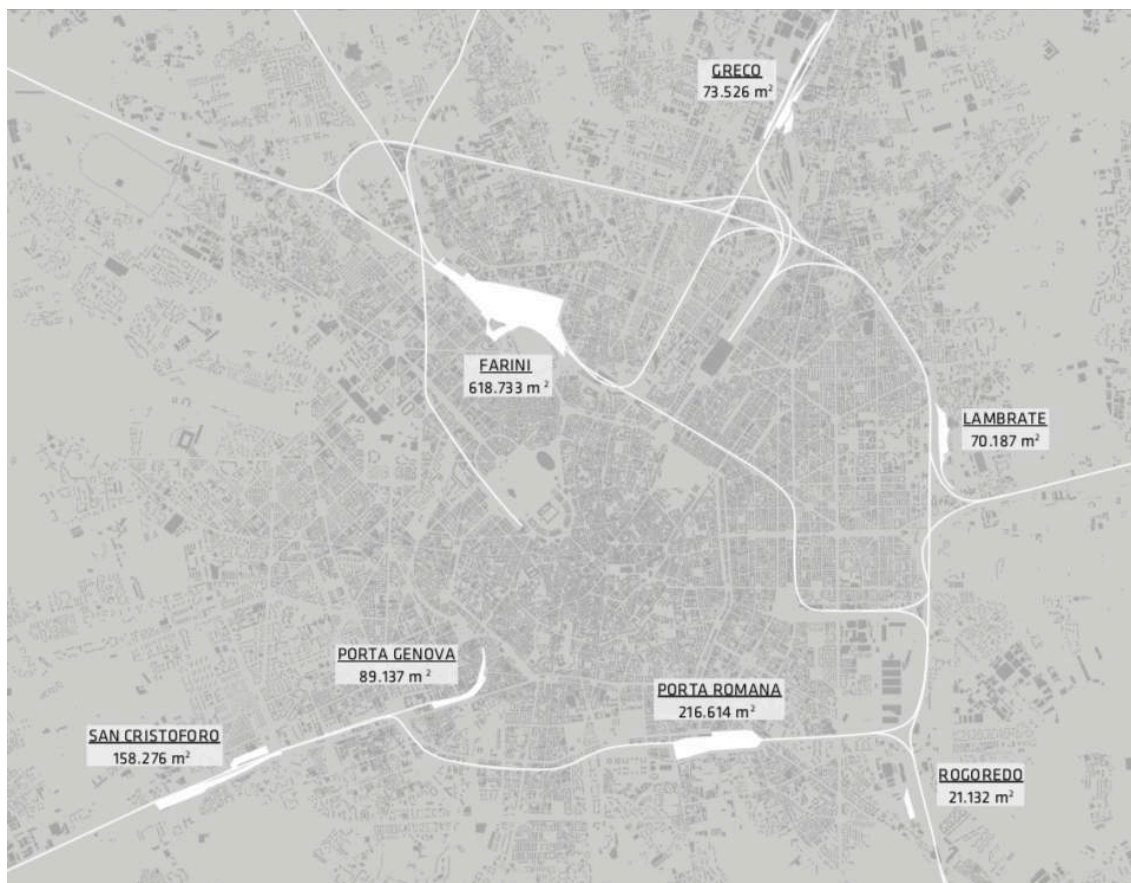 GRECO
73.526 m²
FARINI
618.733 m²
LAMBRATE
70.187 m²
PORTA GENOVA
89.137 m²
PORTA ROMANA
216.614 m²
SAN CRISTOFORO
158.276 m²
ROGOREDO
21.132 m²